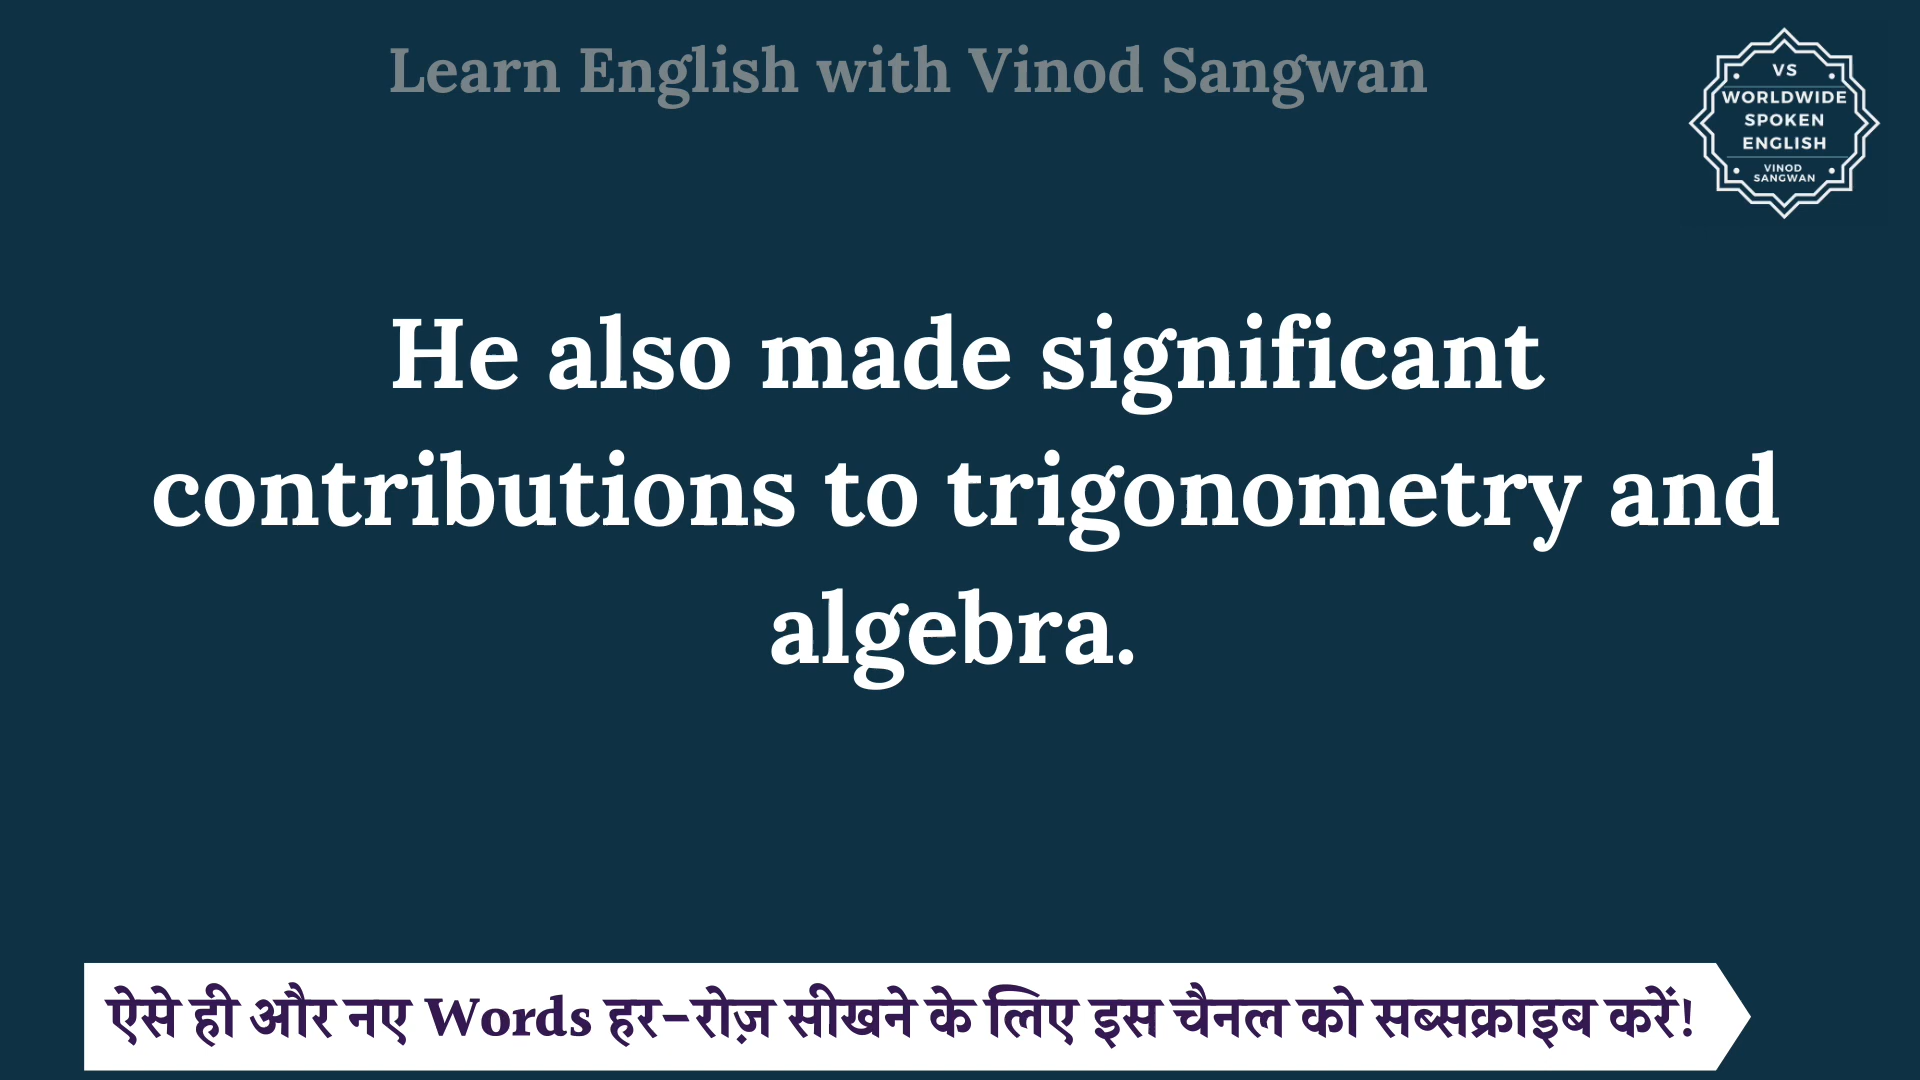 Learn English with Vinod Sangwan
VS
WORLDWIDE
SPOKEN
ENGLISH
VINOD
SANGWAN
He also made significant
contributions to trigonometry and
algebra.
ऐसे ही और नए Words हर-रोज़ सीखने के लिए इस चैनल को सब्सक्राइब करें!